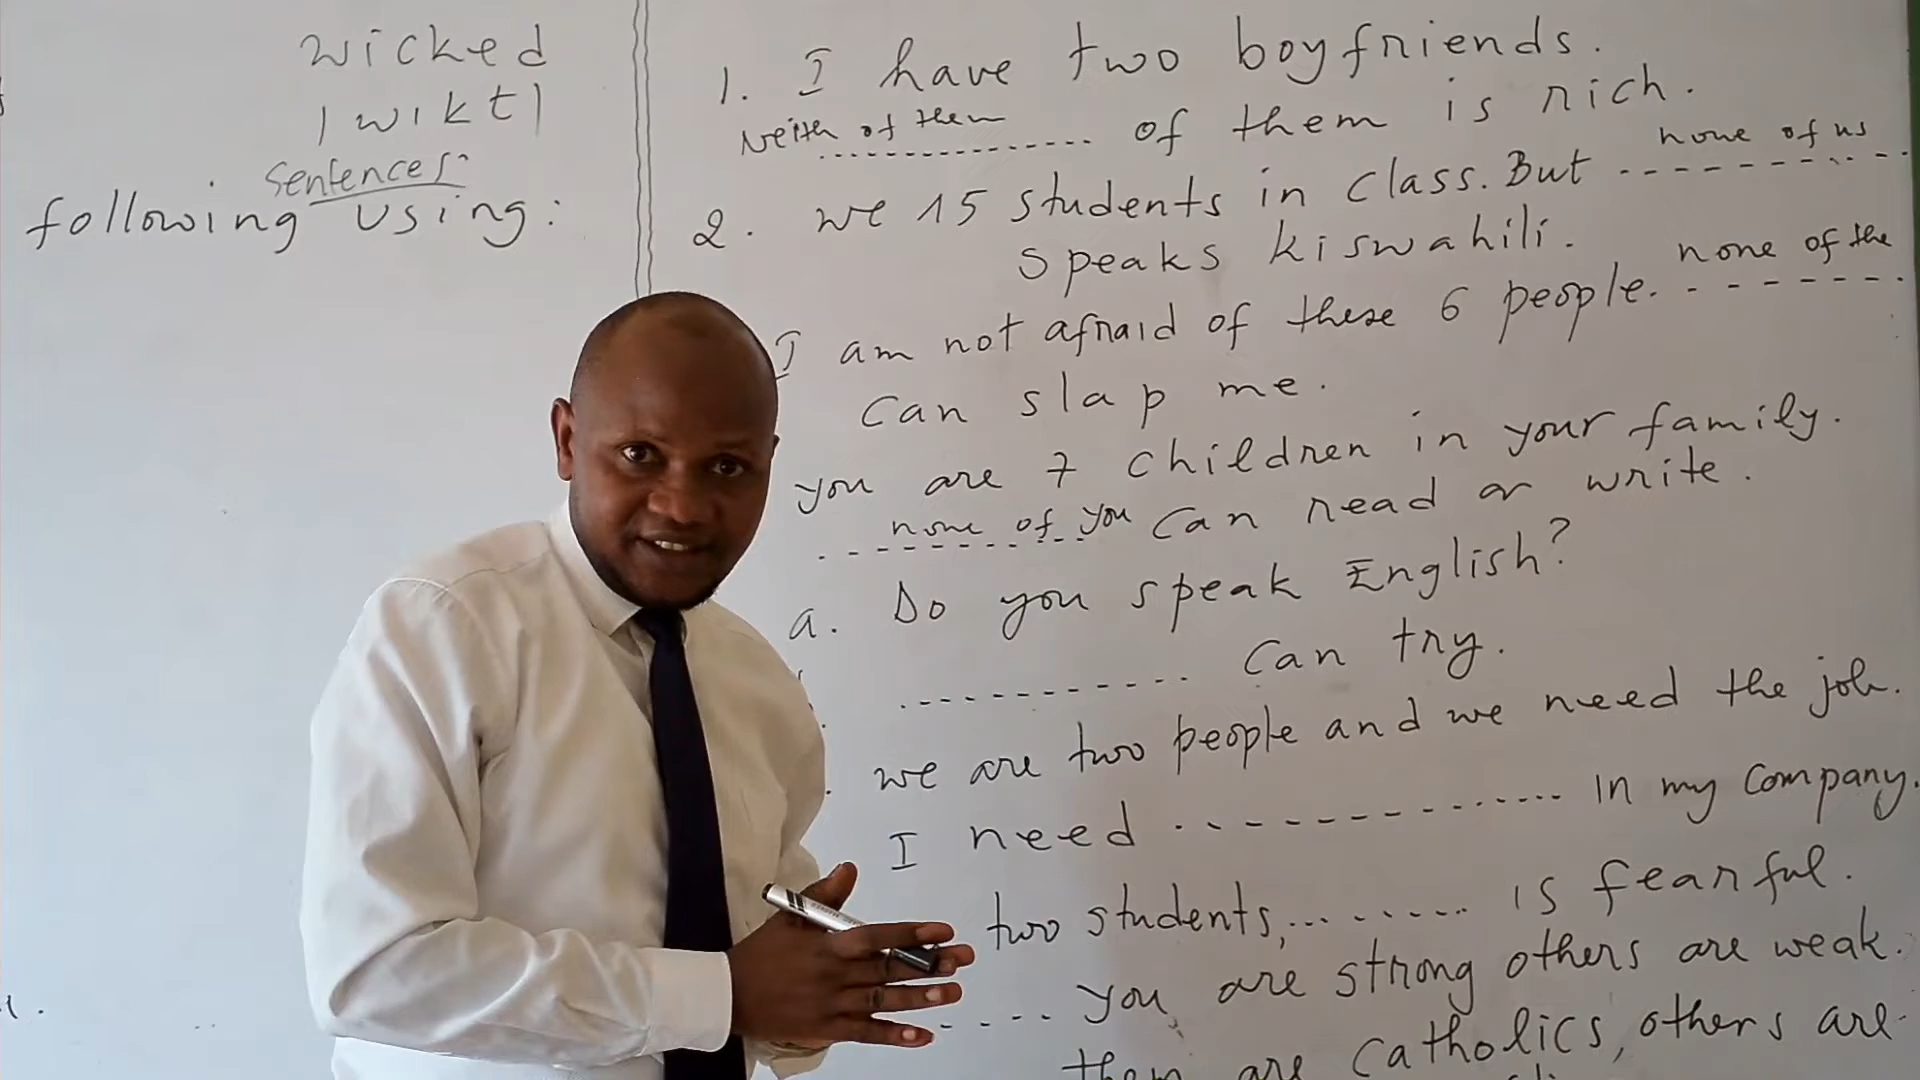 wicked
/wɪkt/
sentences
following using:
1. I have two boyfriends.
Neith of them
............... of them is rich.
none of us
2. we 15 students in class. But ----------
speaks kiswahili.
none of the
I am not afraid of these 6 people. -------
can slap me.
you are 7 children in your family.
none of you can read or write.
a. Do you speak English?
----------- can try.
we are two people and we need the job.
I need ------------- in my company.
two students, ........ is fearful.
---- you are strong others are weak.
them are catholics, others are